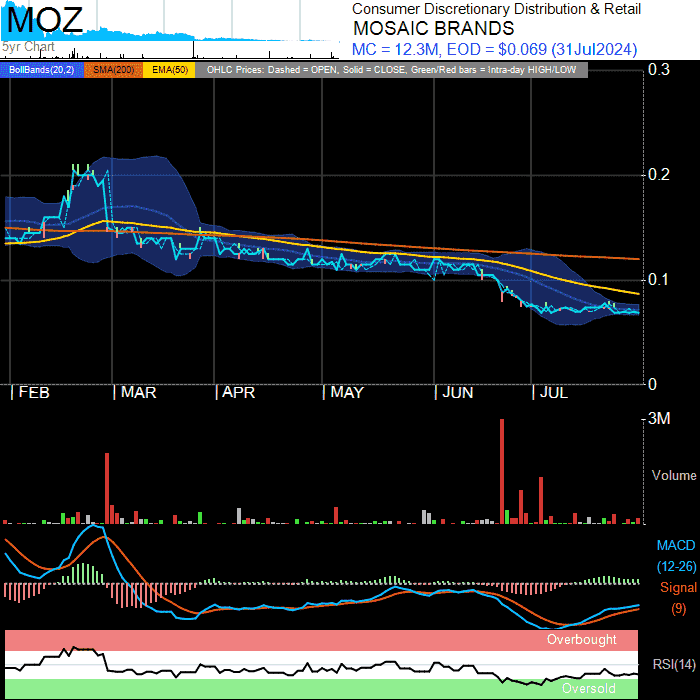 MOZ
5yr Chart
Consumer Discretionary Distribution & Retail
MOSAIC BRANDS
MC = 12.3M, EOD = $0.069 (31Jul2024)
BollBands(20,2) SMA(200) EMA(50) OHLC Prices: Dashed = OPEN, Solid = CLOSE, Green/Red bars = Intra-day HIGH/LOW
0.3
0.2
0.1
0
FEB MAR APR MAY JUN JUL
3M
Volume
MACD
(12-26)
Signal
(9)
Overbought
RSI(14)
Oversold